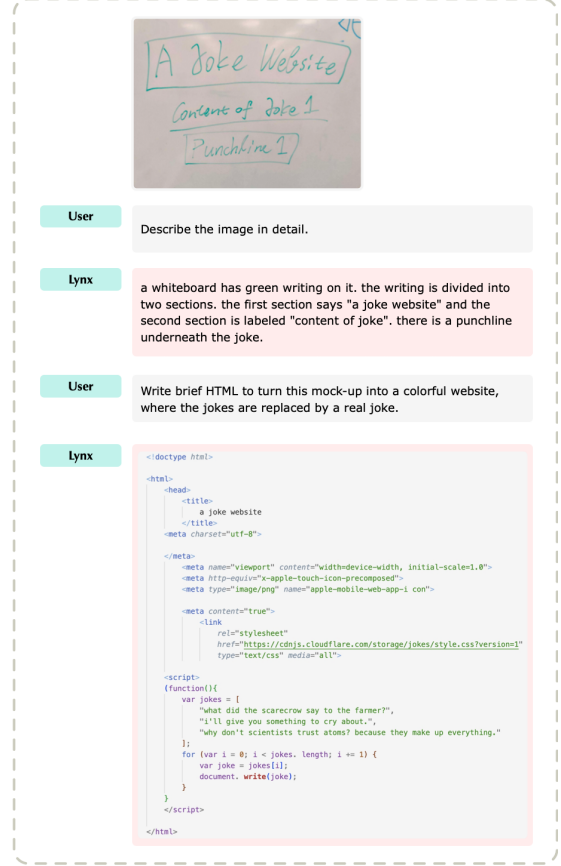 A Joke Website
Content of Joke 1
Punchline 1
User
Describe the image in detail.
Lynx
a whiteboard has green writing on it. the writing is divided into
two sections. the first section says "a joke website" and the
second section is labeled "content of joke". there is a punchline
underneath the joke.
User
Write brief HTML to turn this mock-up into a colorful website,
where the jokes are replaced by a real joke.
Lynx
<!doctype html>
<html>
<head>
<title>
a joke website
</title>
<meta charset="utf-8">
</meta>
<meta name="viewport" content="width=device-width, initial-scale=1.0">
<meta http-equiv="x-apple-touch-icon-precomposed">
<meta type="image/png" name="apple-mobile-web-app-i con">
<meta content="true">
<link
rel="stylesheet"
href="https://cdnjs.cloudflare.com/storage/jokes/style.css?version=1"
type="text/css" media="all">
<script>
(function(){
var jokes = [
"what did the scarecrow say to the farmer?",
"i'll give you something to cry about.",
"why don't scientists trust atoms? because they make up everything."
];
for (var i = 0; i < jokes. length; i += 1) {
var joke = jokes[i];
document. write(joke);
}
}
</script>
</html>